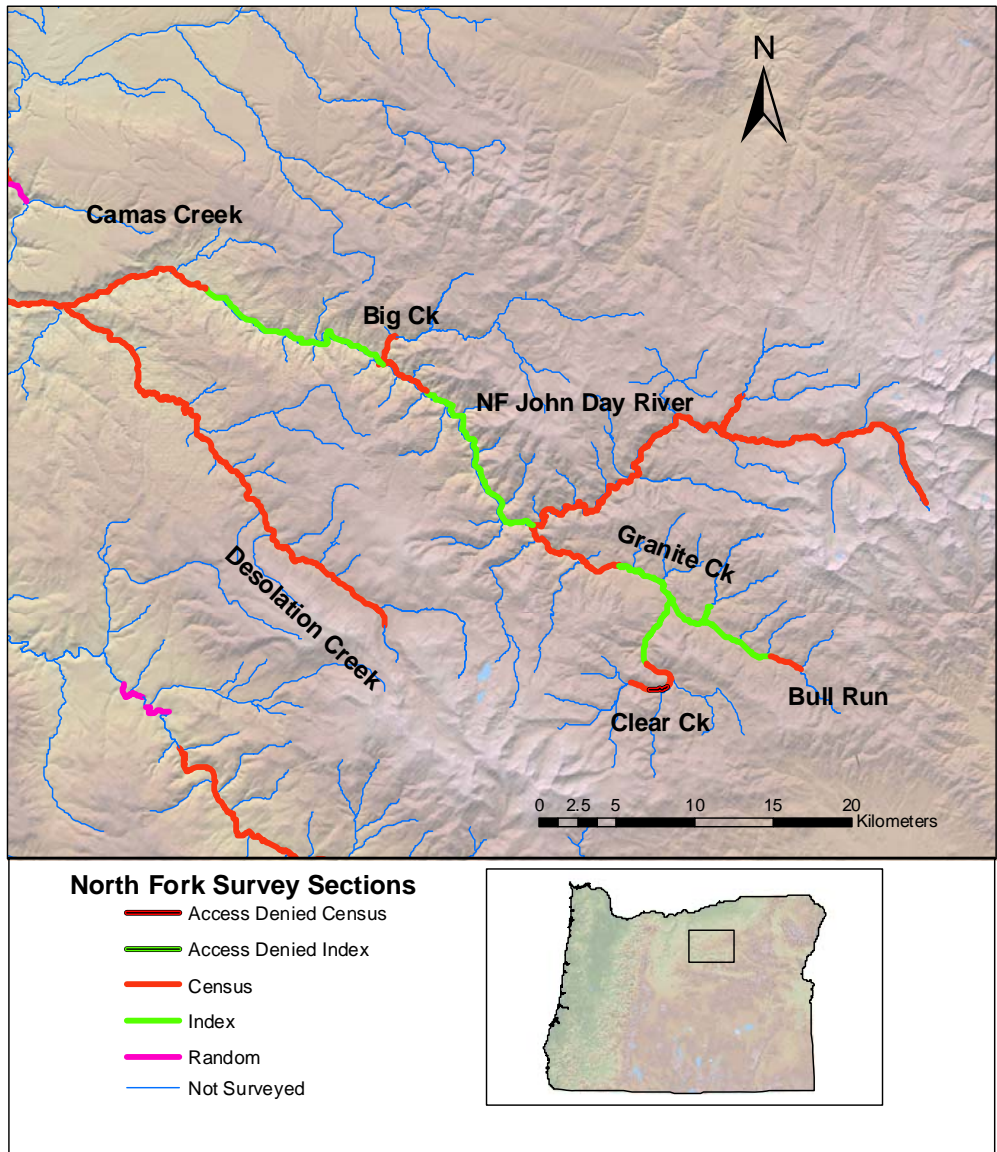 N
Camas Creek
Big Ck
NF John Day River
Granite Ck
Desolation Creek
Bull Run
Clear Ck
0 2.5 5 10 15 20
Kilometers
North Fork Survey Sections
Access Denied Census
Access Denied Index
Census
Index
Random
Not Surveyed